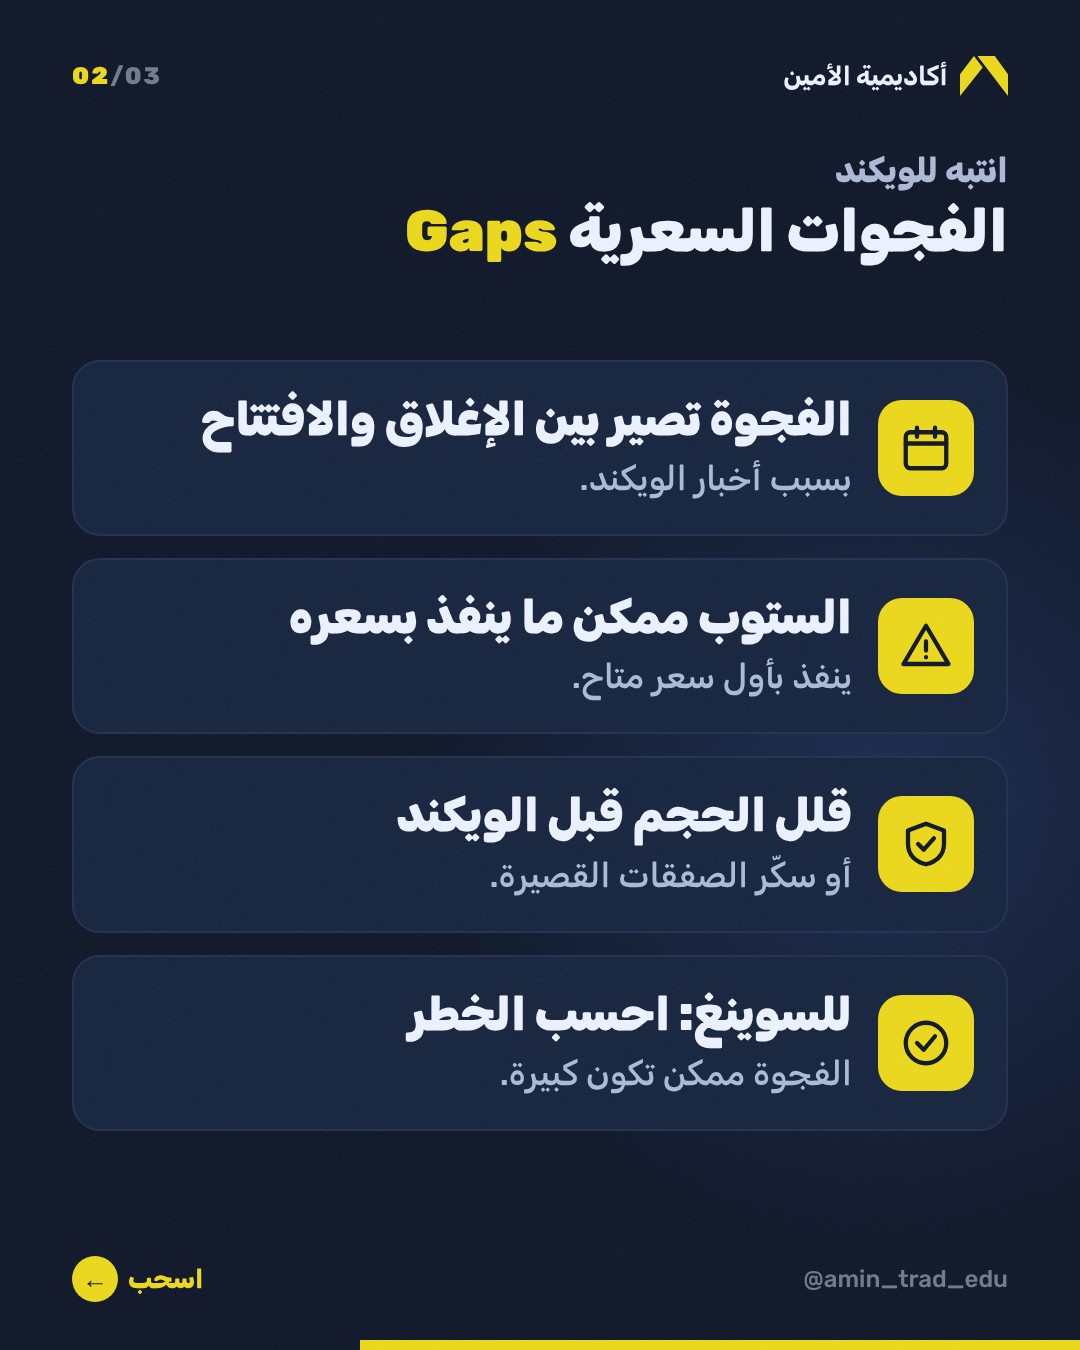 أكاديمية الأمين
02/03
انتبه للويكند
الفجوات السعرية Gaps
الفجوة تصير بين الإغلاق والافتتاح
بسبب أخبار الويكند.
الستوب ممكن ما ينفذ بسعره
ينفذ بأول سعر متاح.
قلل الحجم قبل الويكند
أو سكّر الصفقات القصيرة.
للسوينغ: احسب الخطر
الفجوة ممكن تكون كبيرة.
@amin_trad_edu
اسحب ←